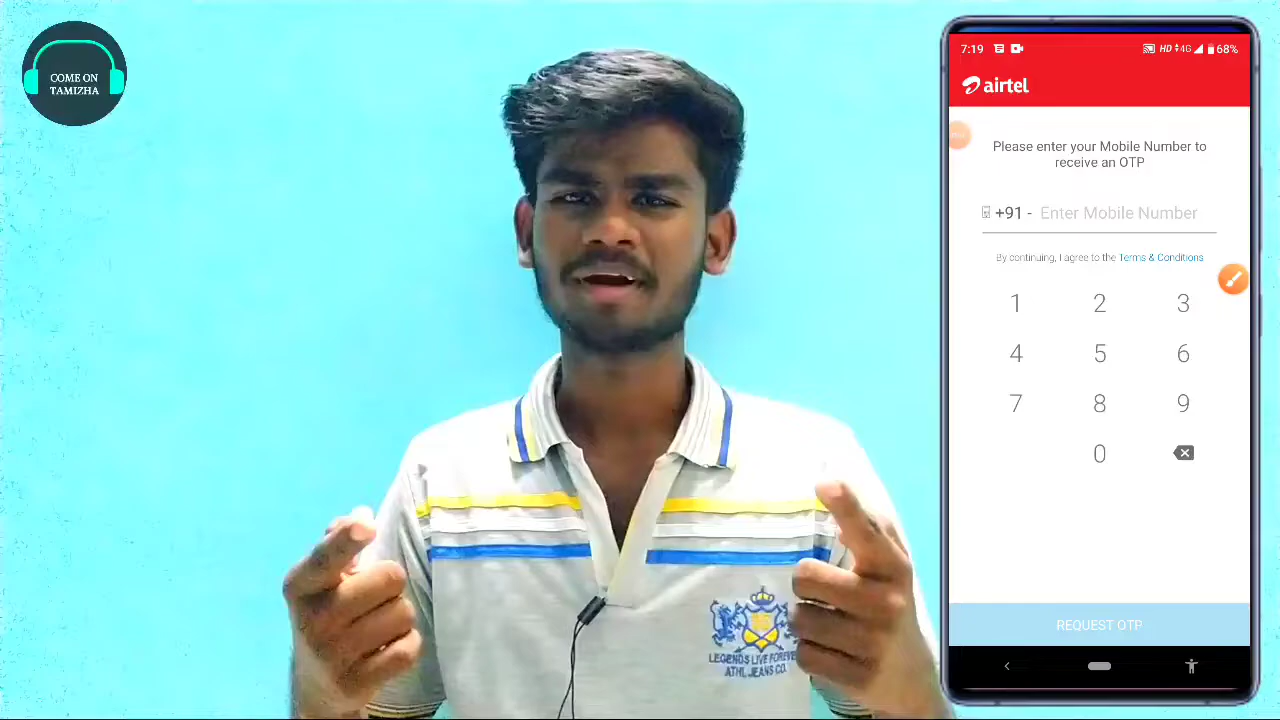 COME ON
TAMIZHA
7:19
HD 4G 68%
airtel
Please enter your Mobile Number to
receive an OTP
+91 - Enter Mobile Number
By continuing, I agree to the Terms & Conditions
1 2 3
4 5 6
7 8 9
0
REQUEST OTP
LEGENDS LIVE FOREVER
ATHL JEANS CO.